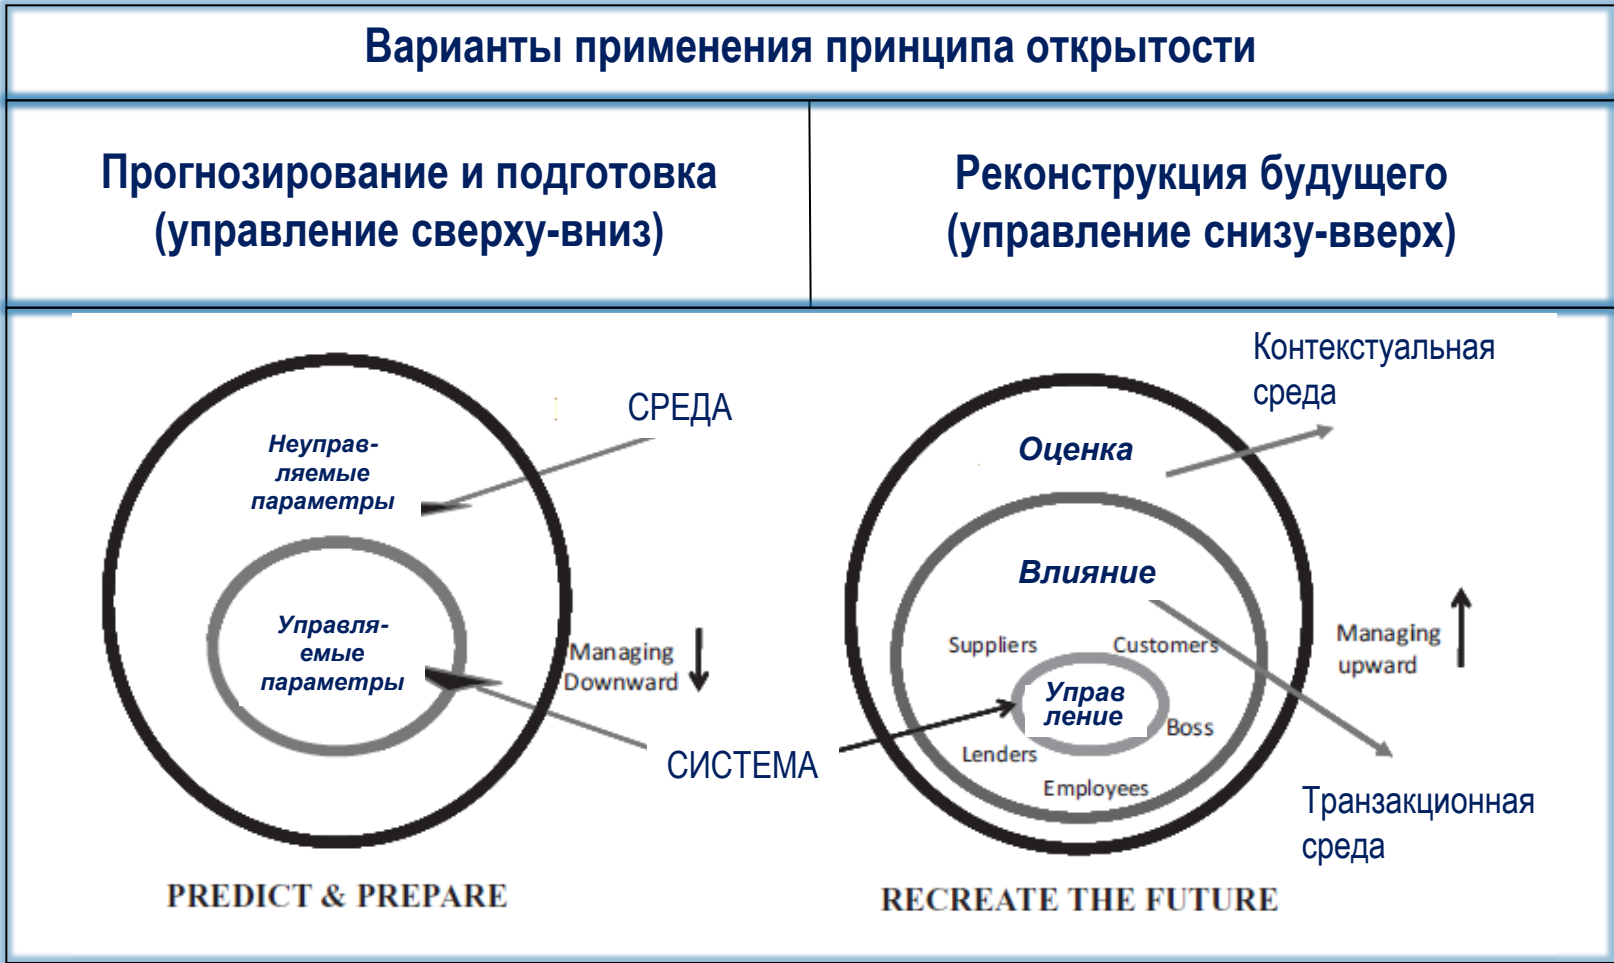 Варианты применения принципа открытости
Прогнозирование и подготовка
(управление сверху-вниз)
Реконструкция будущего
(управление снизу-вверх)
СРЕДА
Неуправ-
ляемые
параметры
Управля-
емые
параметры
Managing
Downward
СИСТЕМА
PREDICT & PREPARE
Контекстуальная
среда
Оценка
Влияние
Suppliers
Customers
Управ
ление
Boss
Lenders
Employees
Managing
upward
Транзакционная
среда
RECREATE THE FUTURE